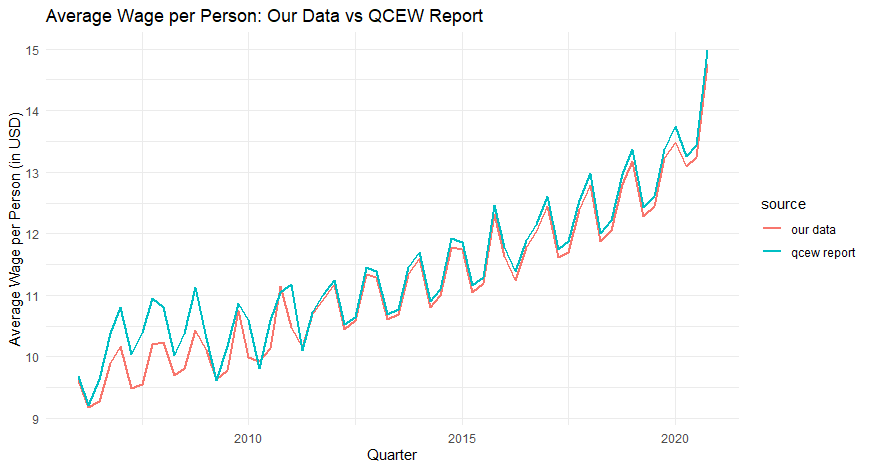 Average Wage per Person: Our Data vs QCEW Report
Average Wage per Person (in USD)
15
14
13
12
11
10
9
2010
2015
2020
Quarter
source
our data
qcew report